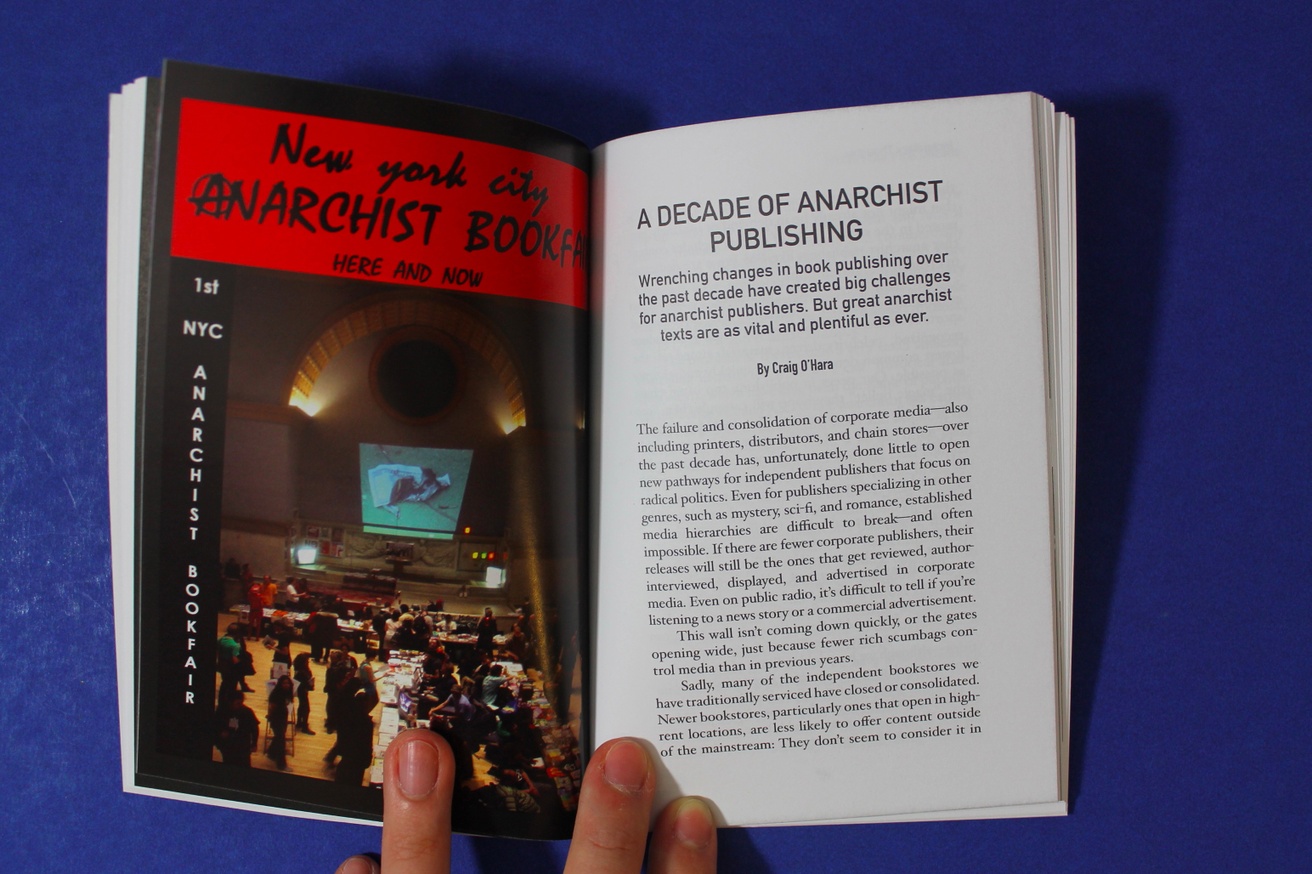 New york city
ANARCHIST BOOKFAI
HERE AND NOW
1st
NYC
ANARCHIST
BOOKFAIR
A DECADE OF ANARCHIST
PUBLISHING
Wrenching changes in book publishing over
the past decade have created big challenges
for anarchist publishers. But great anarchist
texts are as vital and plentiful as ever.
By Craig O'Hara
The failure and consolidation of corporate media—also
including printers, distributors, and chain stores—over
the past decade has, unfortunately, done little to open
new pathways for independent publishers that focus on
radical politics. Even for publishers specializing in other
genres, such as mystery, sci-fi, and romance, established
media hierarchies are difficult to break—and often
impossible. If there are fewer corporate publishers, their
releases will still be the ones that get reviewed, author-
interviewed, displayed, and advertised in corporate
media. Even on public radio, it's difficult to tell if you're
listening to a news story or a commercial advertisement.
This wall isn't coming down quickly, or the gates
opening wide, just because fewer rich scumbags con-
trol media than in previous years.
Sadly, many of the independent bookstores we
have traditionally serviced have closed or consolidated.
Newer bookstores, particularly ones that open in high-
rent locations, are less likely to offer content outside
of the mainstream: They don't seem to consider it in